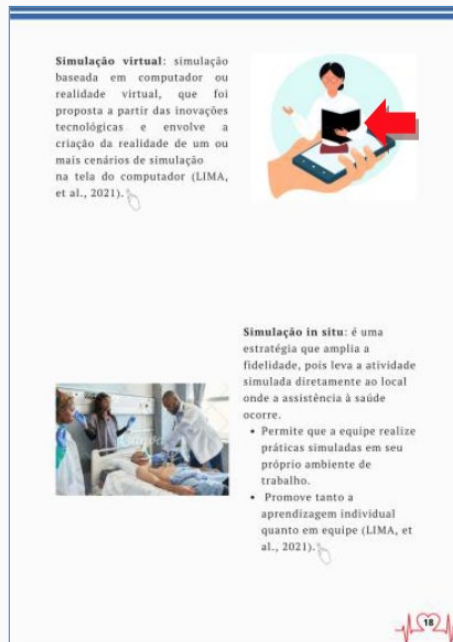 Simulação virtual: simulação
baseada em computador ou
realidade virtual, que foi
proposta a partir das inovações
tecnológicas e envolve a
criação da realidade de um ou
mais cenários de simulação
na tela do computador (LIMA,
et al., 2021).
Simulação in situ: é uma
estratégia que amplia a
fidelidade, pois leva a atividade
simulada diretamente ao local
onde a assistência à saúde
ocorre.
• Permite que a equipe realize
práticas simuladas em seu
próprio ambiente de
trabalho.
• Promove tanto a
aprendizagem individual
quanto em equipe (LIMA, et
al., 2021).
18